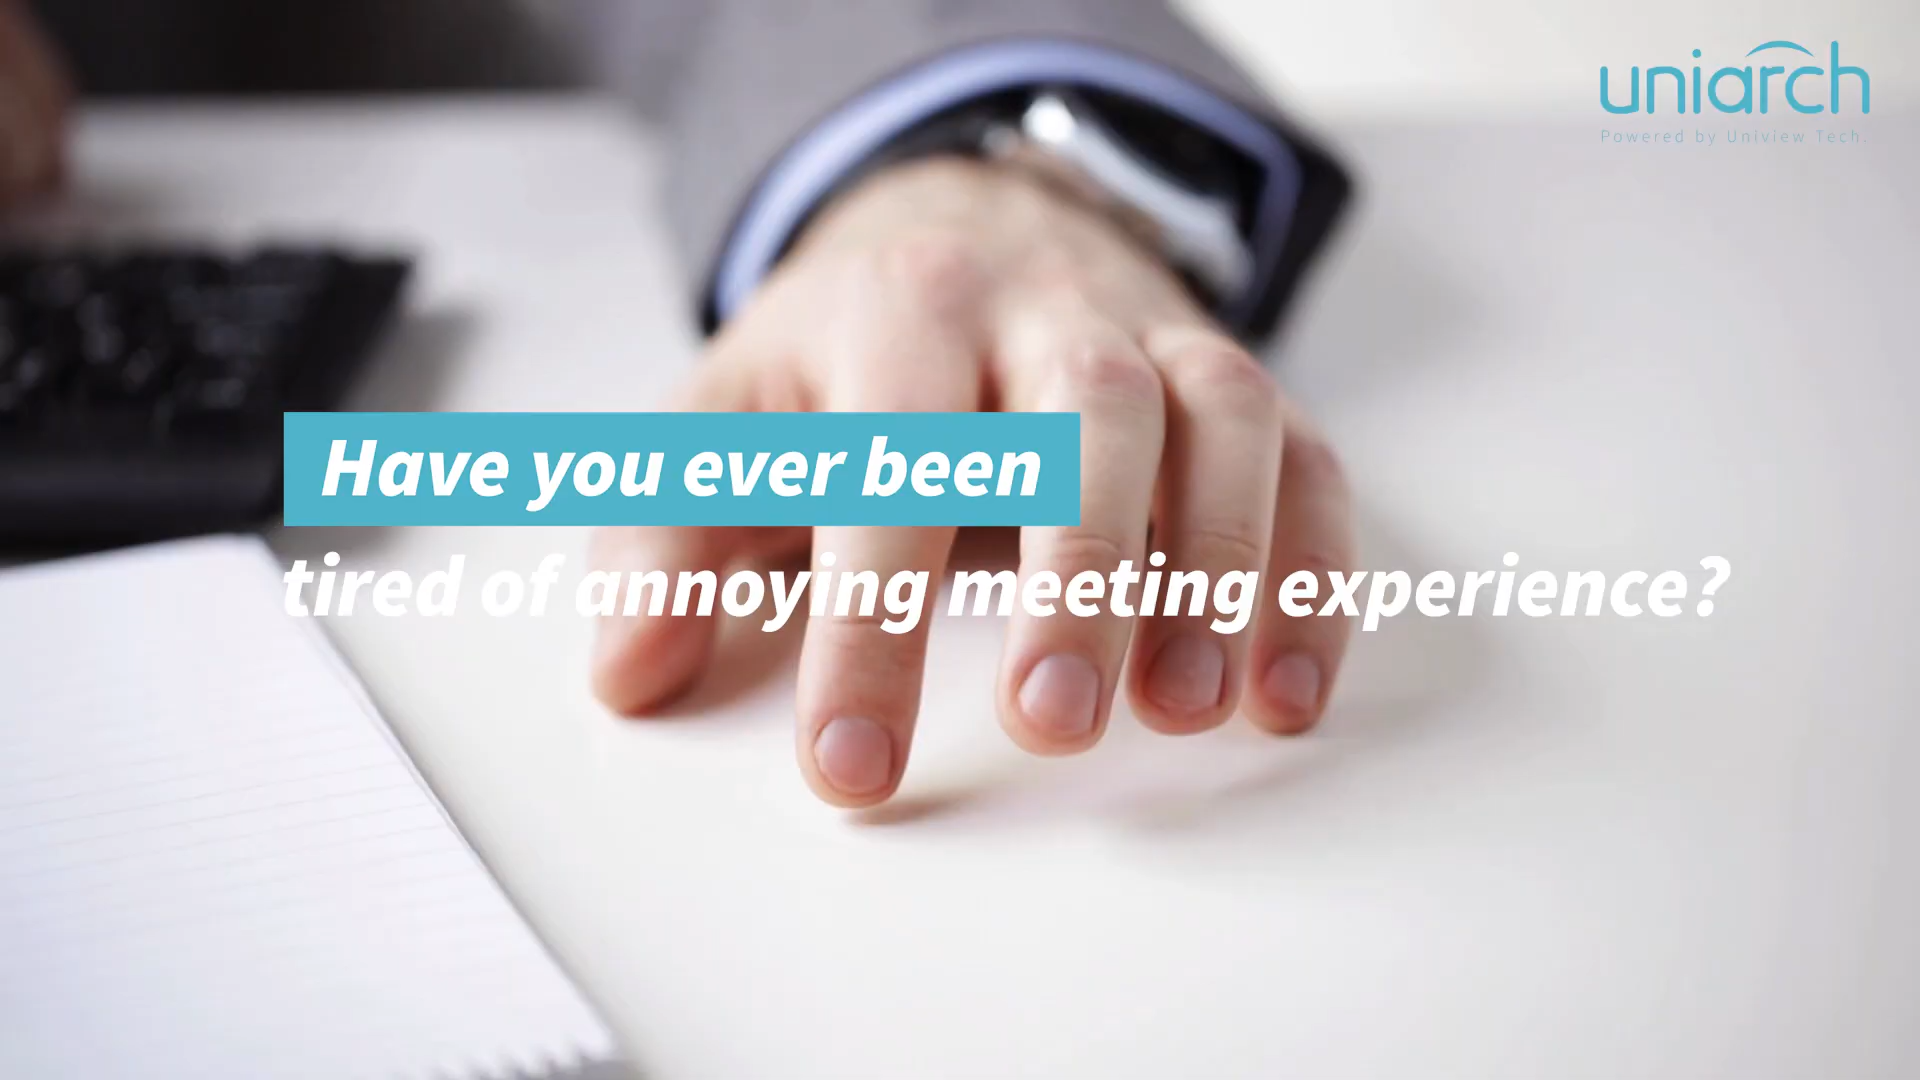 uniarch
Powered by Uniview Tech.
Have you ever been
tired of annoying meeting experience?